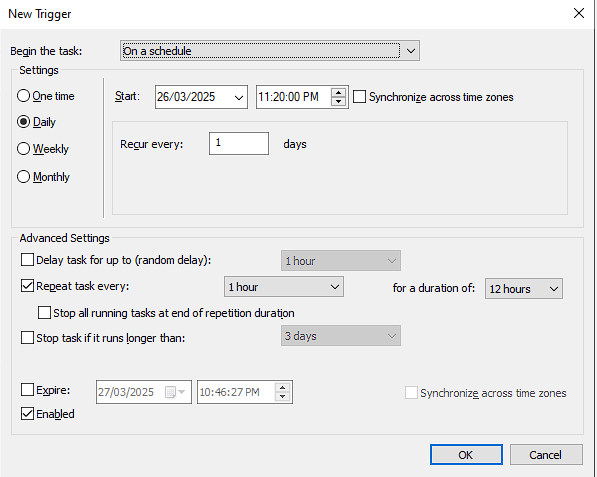 New Trigger
Begin the task: On a schedule
Settings
One time
Start: 26/03/2025 11:20:00 PM Synchronize across time zones
Daily
Recur every: 1 days
Weekly
Monthly
Advanced Settings
Delay task for up to (random delay): 1 hour
Repeat task every: 1 hour for a duration of: 12 hours
Stop all running tasks at end of repetition duration
Stop task if it runs longer than: 3 days
Expire: 27/03/2025 10:46:27 PM Synchronize across time zones
Enabled
OK Cancel